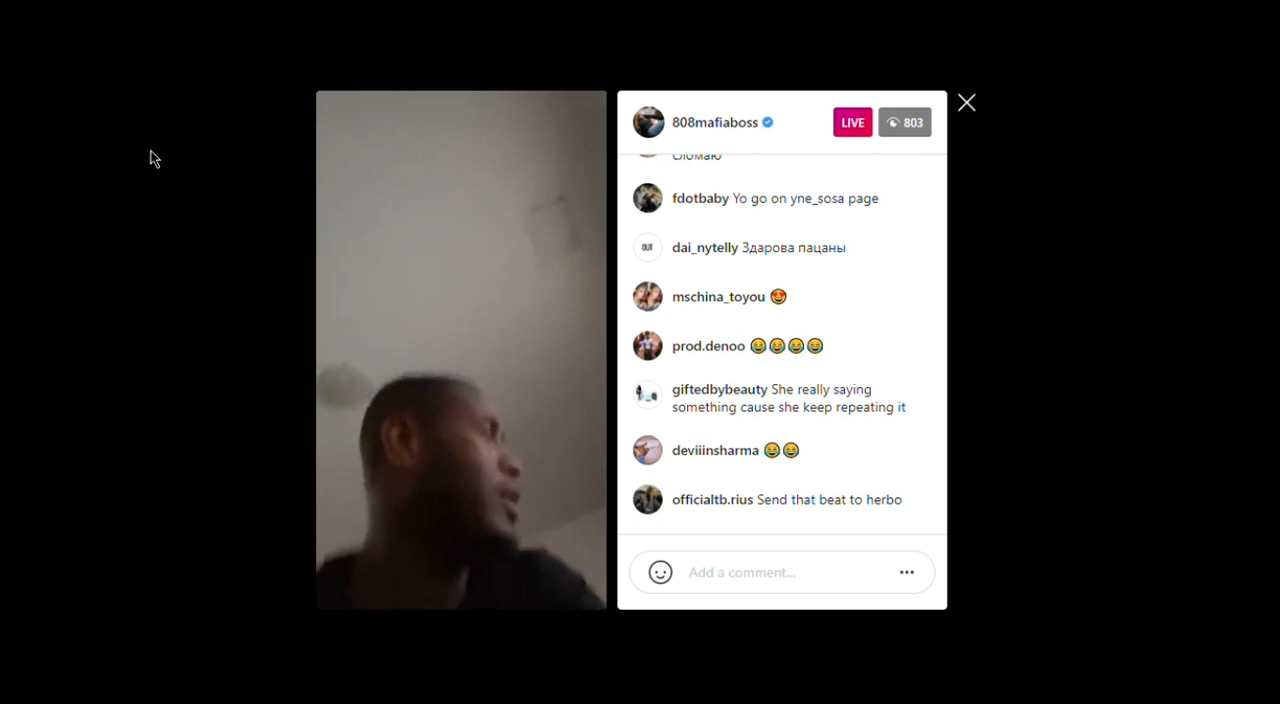 808mafiaboss
LIVE
803
сломаю
fdotbaby Yo go on yne_sosa page
dai_nytelly Здарова пацаны
mschina_toyou 😍
prod.denoo 😂😂😂😂
giftedbybeauty She really saying
something cause she keep repeating it
deviiinsharma 😂😂
officialtb.rius Send that beat to herbo
Add a comment...